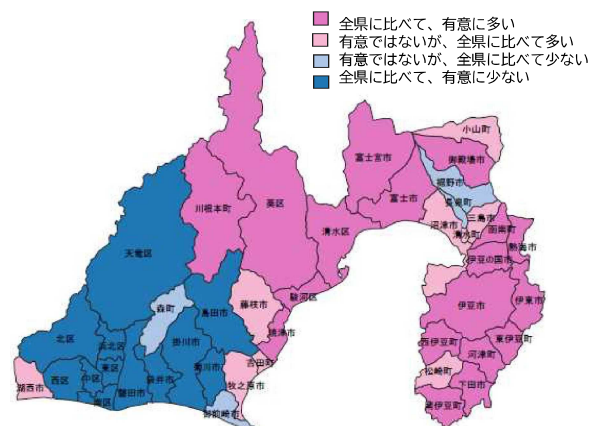 全県に比べて、有意に多い
有意ではないが、全県に比べて多い
有意ではないが、全県に比べて少ない
全県に比べて、有意に少ない
小山町
富士宮市
御殿場市
裾野市
長泉町
富士市
三島市
沼津市
函南町
清水町
熱海市
伊豆の国市
川根本町
葵区
清水区
天竜区
駿河区
伊豆市
伊東市
藤枝市
森町
島田市
焼津市
北区
浜北区
掛川市
西伊豆町
東伊豆町
河津町
吉田町
東区
菊川市
松崎町
湖西市
西区
中区
袋井市
牧之原市
下田市
磐田市
南区
南伊豆町
御前崎市